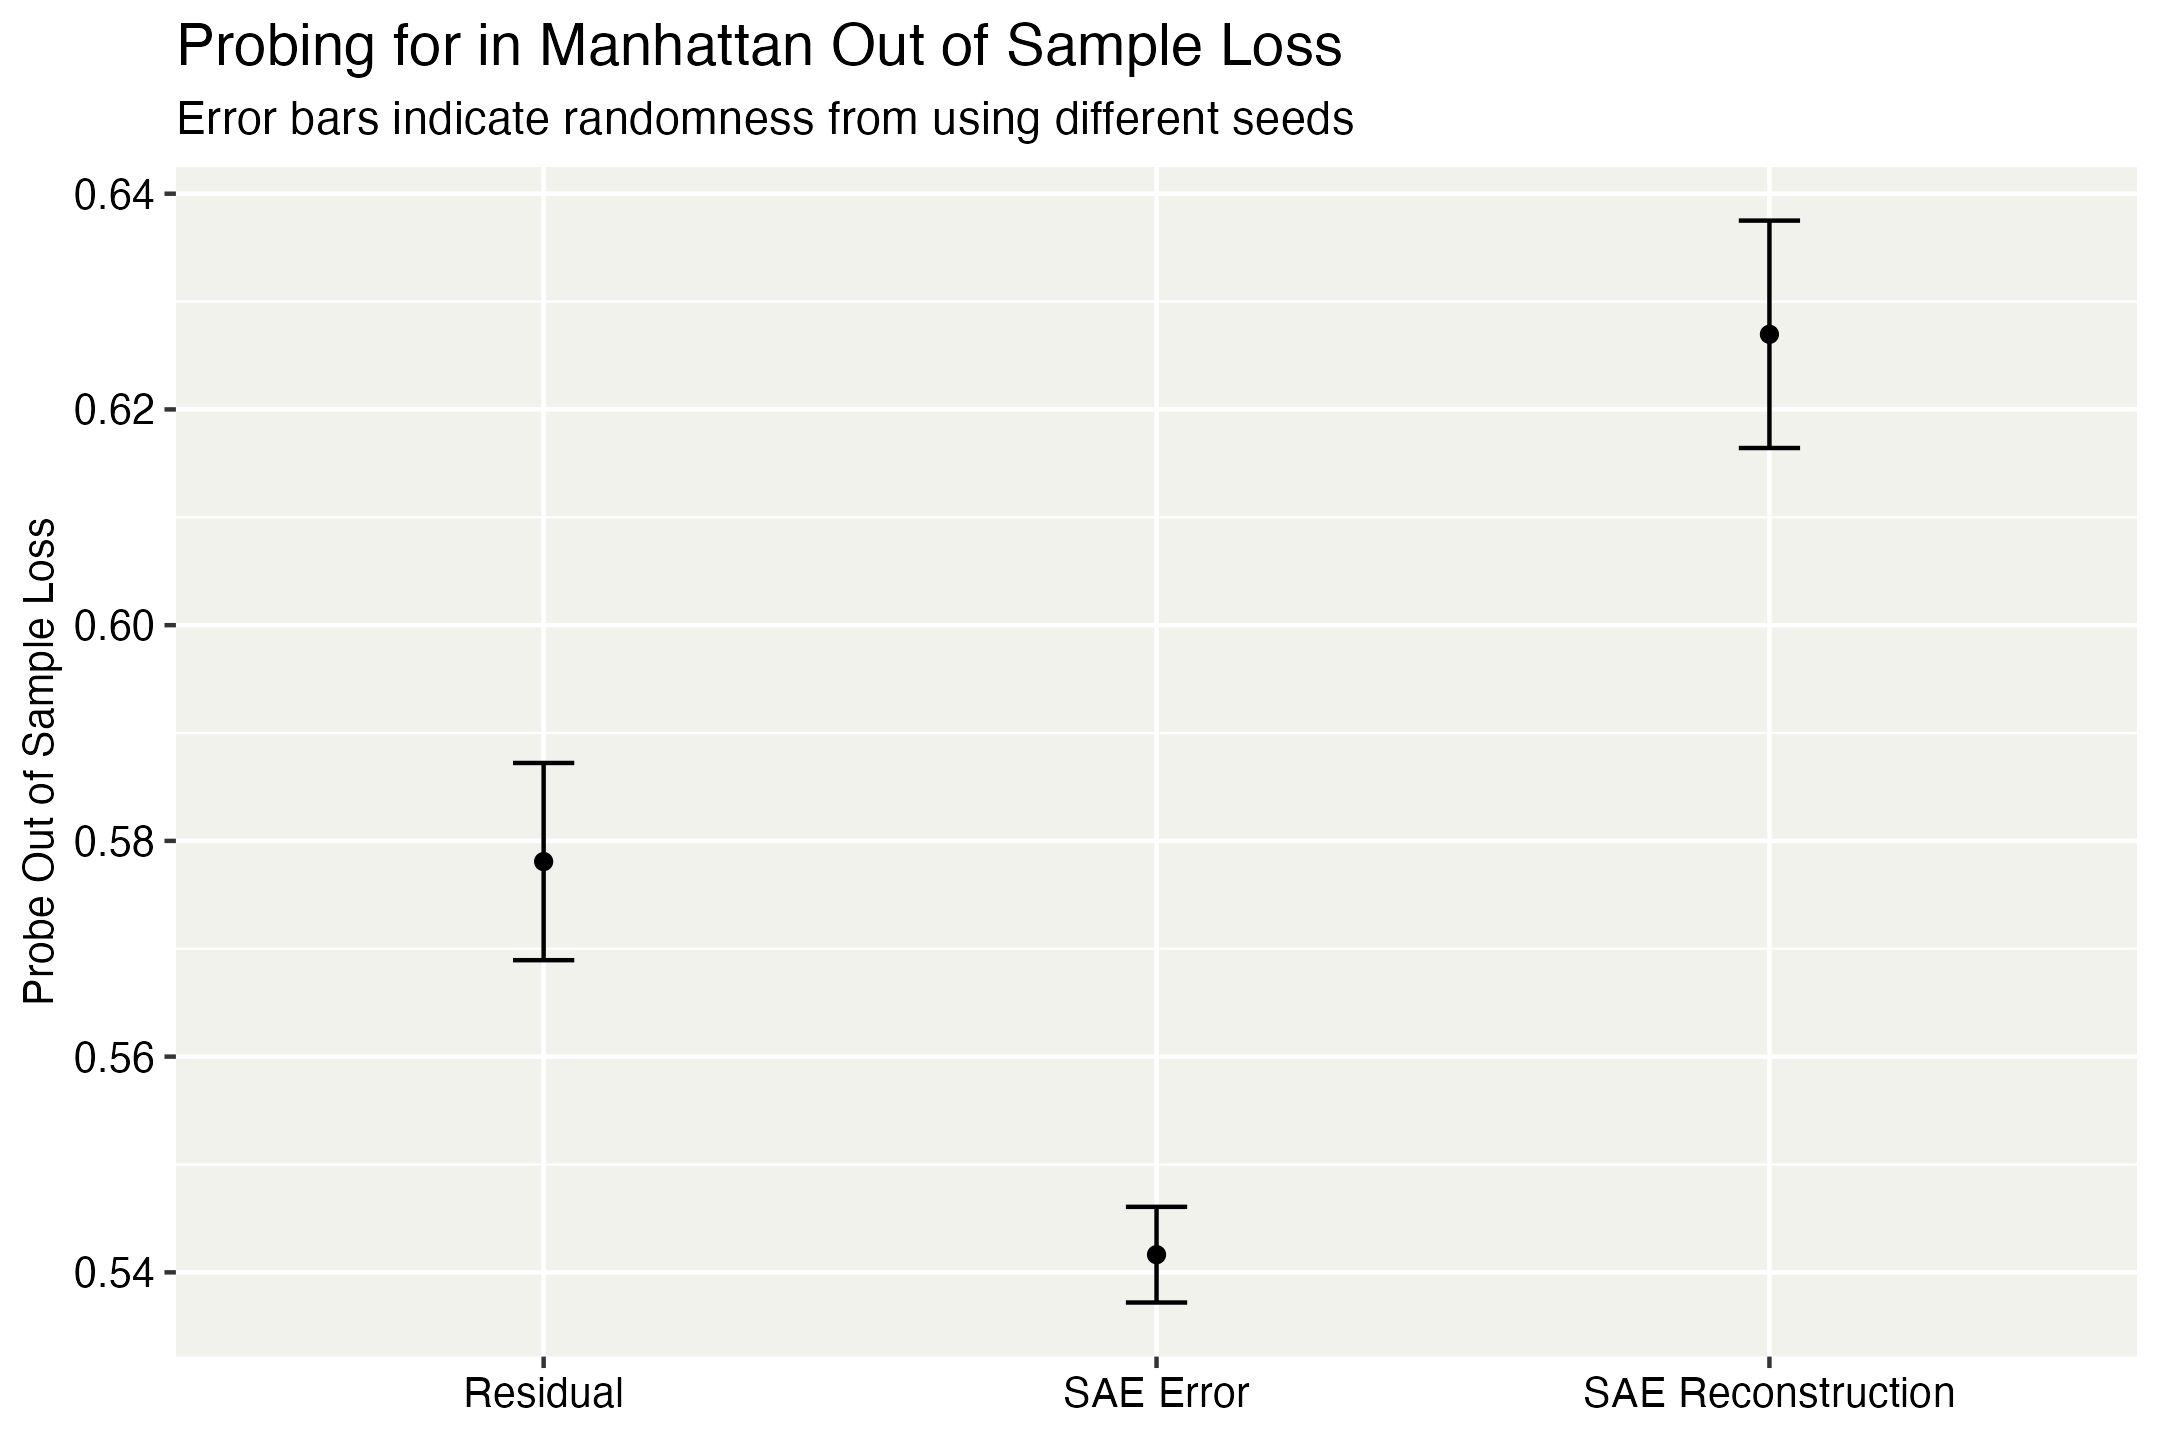 Probing for in Manhattan Out of Sample Loss
Error bars indicate randomness from using different seeds
Probe Out of Sample Loss
0.64
0.62
0.60
0.58
0.56
0.54
Residual
SAE Error
SAE Reconstruction